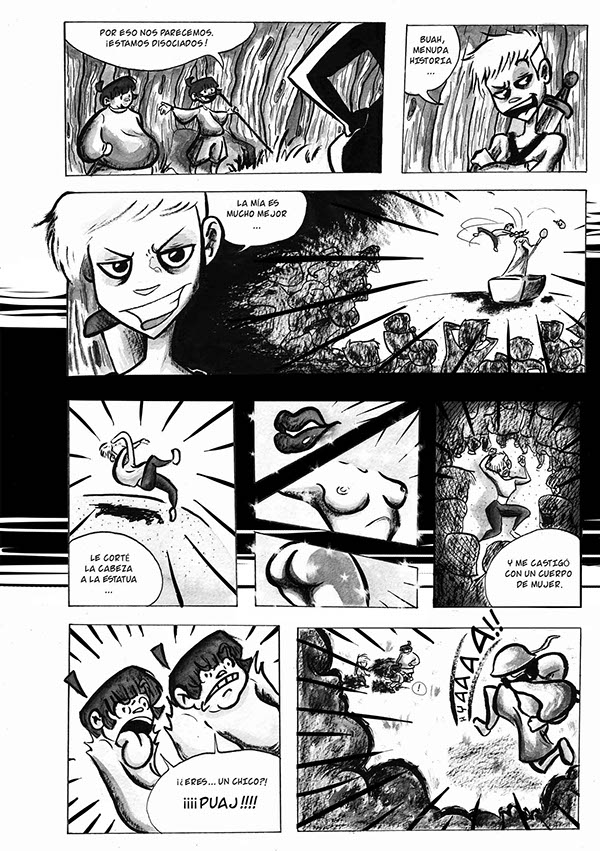 POR ESO NOS PARECEMOS.
¡ESTAMOS DISOCIADOS!
BUAH,
MENUDA
HISTORIA
...
LA MÍA ES
MUCHO MEJOR
...
LE CORTÉ
LA CABEZA
A LA ESTATUA
...
Y ME CASTIGÓ
CON UN CUERPO
DE MUJER.
¡¿ERES... UN CHICO?!
¡¡¡¡PUAJ!!!!
!
HYAAAAA!!